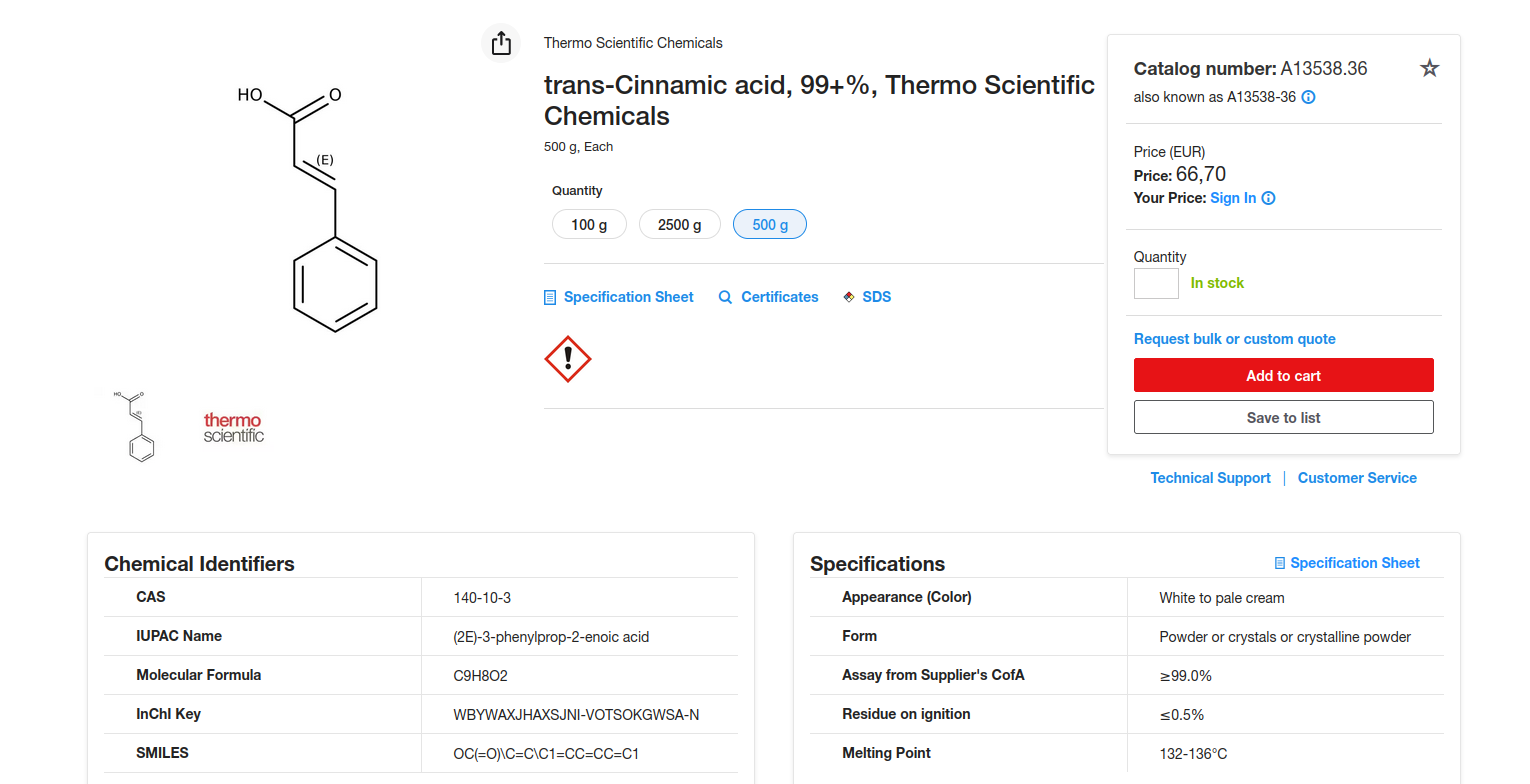 Thermo Scientific Chemicals
trans-Cinnamic acid, 99+%, Thermo Scientific
Chemicals
500 g, Each
Quantity
100 g
2500 g
500 g
Specification Sheet
Certificates
SDS
HO
O
(E)
HO
O
(E)
thermo
scientific
Catalog number: A13538.36
also known as A13538-36
Price (EUR)
Price: 66,70
Your Price: Sign In
Quantity
In stock
Request bulk or custom quote
Add to cart
Save to list
Technical Support | Customer Service
Chemical Identifiers
CAS 140-10-3
IUPAC Name (2E)-3-phenylprop-2-enoic acid
Molecular Formula C9H8O2
InChI Key WBYWAXJHAXSJNI-VOTSOKGWSA-N
SMILES OC(=O)\C=C\C1=CC=CC=C1
Specifications
Specification Sheet
Appearance (Color) White to pale cream
Form Powder or crystals or crystalline powder
Assay from Supplier's CofA ≥99.0%
Residue on ignition ≤0.5%
Melting Point 132-136°C